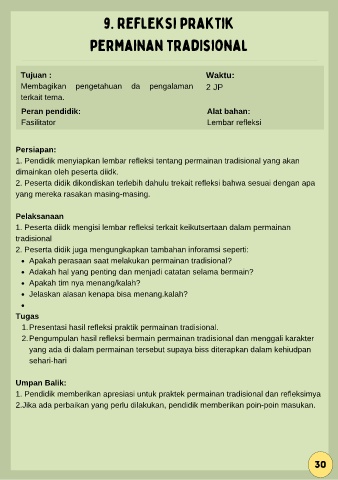 9. REFLEKSI PRAKTIK
PERMAINAN TRADISIONAL
Tujuan :
Membagikan pengetahuan da pengalaman
terkait tema.
Waktu:
2 JP
Peran pendidik:
Fasilitator
Alat bahan:
Lembar refleksi
Persiapan:
1. Pendidik menyiapkan lembar refleksi tentang permainan tradisional yang akan
dimainkan oleh peserta diidk.
2. Peserta didik dikondiskan terlebih dahulu trekait refleksi bahwa sesuai dengan apa
yang mereka rasakan masing-masing.
Pelaksanaan
1. Peserta diidk mengisi lembar refleksi terkait keikutsertaan dalam permainan
tradisional
2. Peserta didik juga mengungkapkan tambahan inforamsi seperti:
• Apakah perasaan saat melakukan permainan tradisional?
• Adakah hal yang penting dan menjadi catatan selama bermain?
• Apakah tim nya menang/kalah?
• Jelaskan alasan kenapa bisa menang.kalah?
•
Tugas
1. Presentasi hasil refleksi praktik permainan tradisional.
2. Pengumpulan hasil refleksi bermain permainan tradisional dan menggali karakter
yang ada di dalam permainan tersebut supaya biss diterapkan dalam kehiudpan
sehari-hari
Umpan Balik:
1. Pendidik memberikan apresiasi untuk praktek permainan tradisional dan refleksimya
2.Jika ada perbaikan yang perlu dilakukan, pendidik memberikan poin-poin masukan.
30